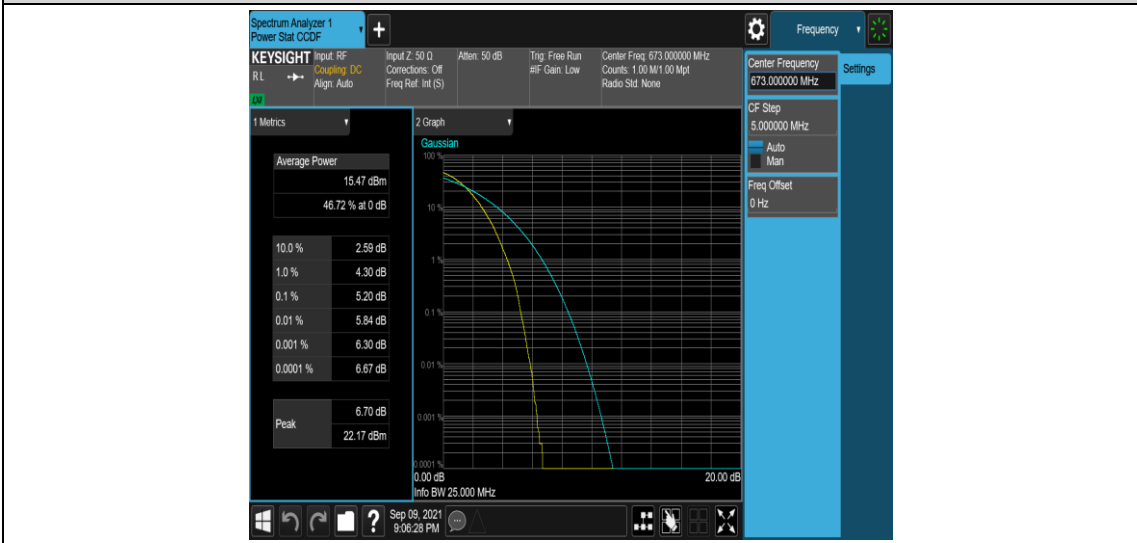 Spectrum Analyzer 1
Power Stat CCDF
+
Frequency
KEYSIGHT
Input: RF
Input Z: 50 Ω
Atten: 50 dB
Trig: Free Run
Center Freq: 673.000000 MHz
R L
Coupling: DC
Corrections: Off
#IF Gain: Low
Counts: 1.00 M/1.00 Mpt
Align: Auto
Freq Ref: Int (S)
Radio Std: None
LXI
Center Frequency
673.000000 MHz
Settings
CF Step
5.000000 MHz
Auto
Man
Freq Offset
0 Hz
1 Metrics
2 Graph
Average Power
15.47 dBm
46.72 % at 0 dB
10.0 % 2.59 dB
1.0 % 4.30 dB
0.1 % 5.20 dB
0.01 % 5.84 dB
0.001 % 6.30 dB
0.0001 % 6.67 dB
Peak
6.70 dB
22.17 dBm
Gaussian
100 %
10 %
1 %
0.1 %
0.01 %
0.001 %
0.0001 %
0.00 dB
20.00 dB
Info BW 25.000 MHz
?
Sep 09, 2021
9:06:28 PM